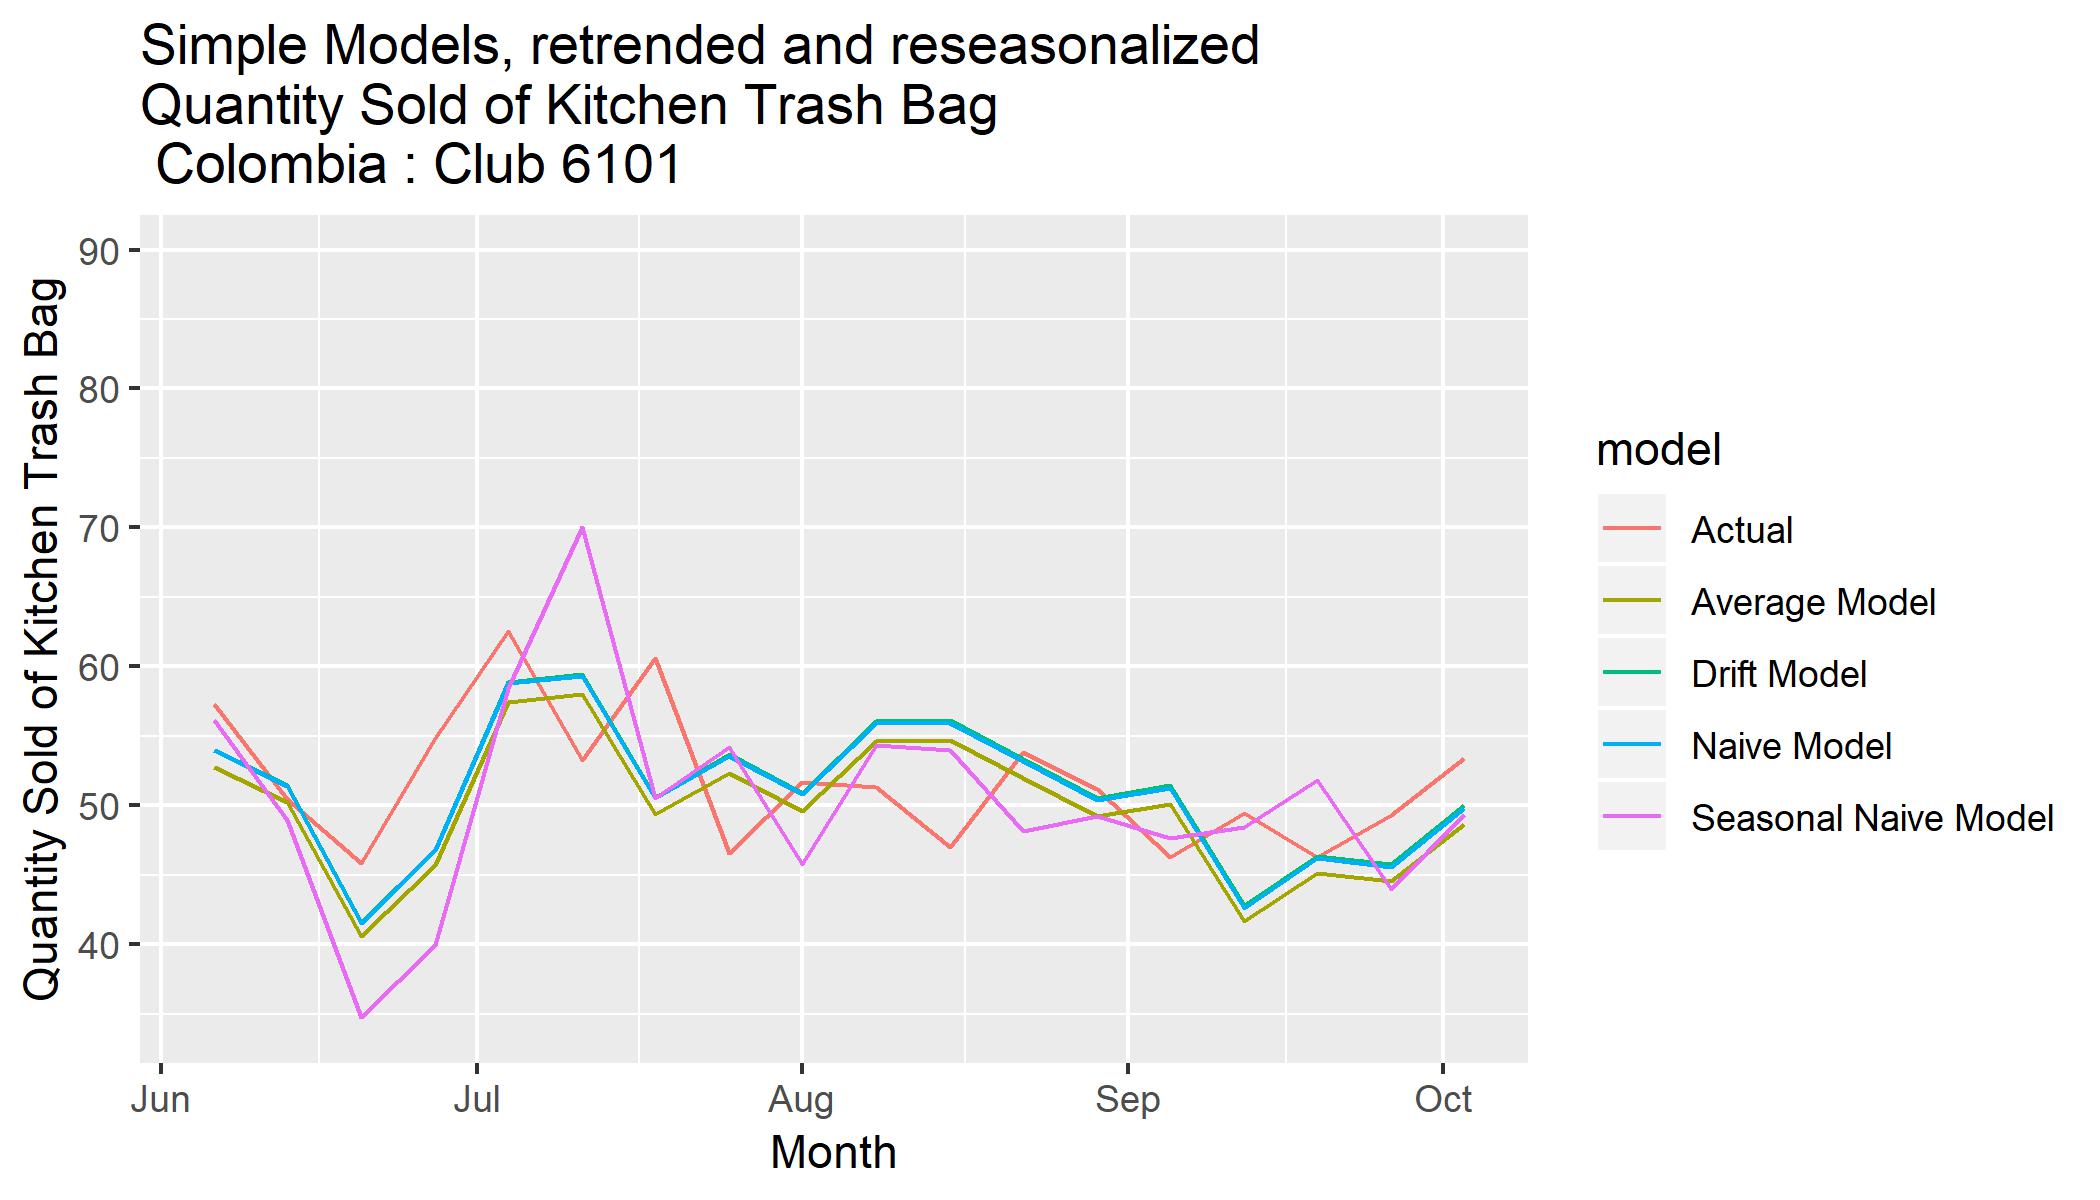 Simple Models, retrended and reseasonalized
Quantity Sold of Kitchen Trash Bag
Colombia : Club 6101
Quantity Sold of Kitchen Trash Bag
90
80
70
60
50
40
Jun Jul Aug Sep Oct
Month
model
Actual
Average Model
Drift Model
Naive Model
Seasonal Naive Model